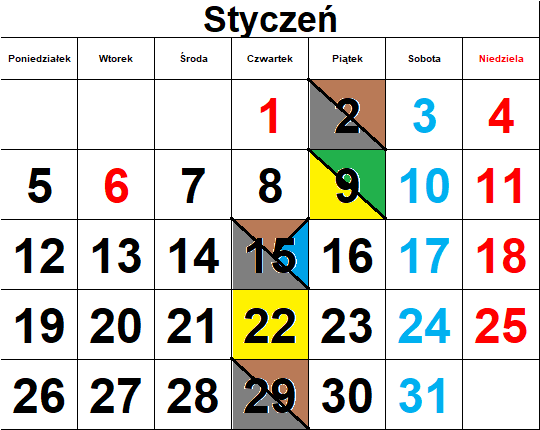 Styczeń
Poniedziałek Wtorek Środa Czwartek Piątek Sobota Niedziela
1 2 3 4
5 6 7 8 9 10 11
12 13 14 15 16 17 18
19 20 21 22 23 24 25
26 27 28 29 30 31